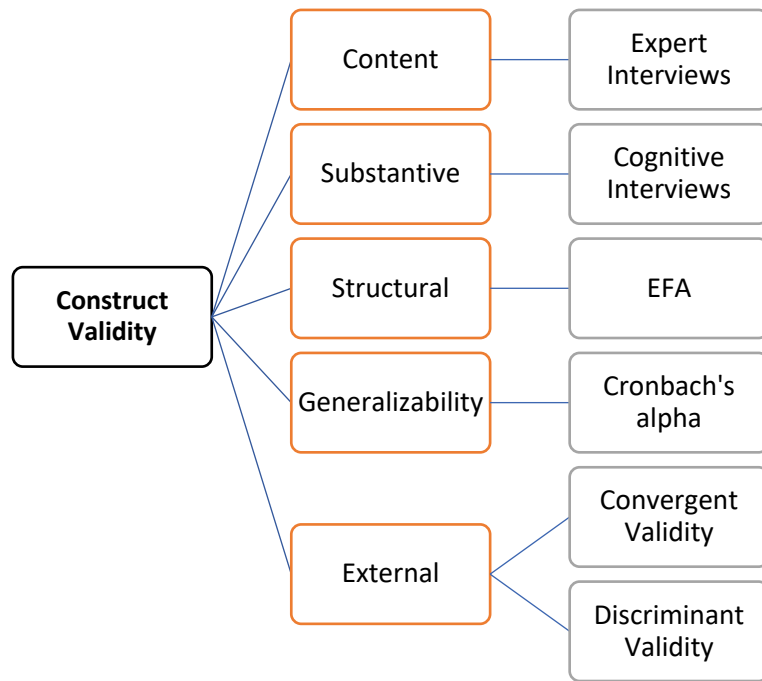 Construct
Validity
Content
Expert
Interviews
Substantive
Cognitive
Interviews
Structural
EFA
Generalizability
Cronbach's
alpha
External
Convergent
Validity
Discriminant
Validity